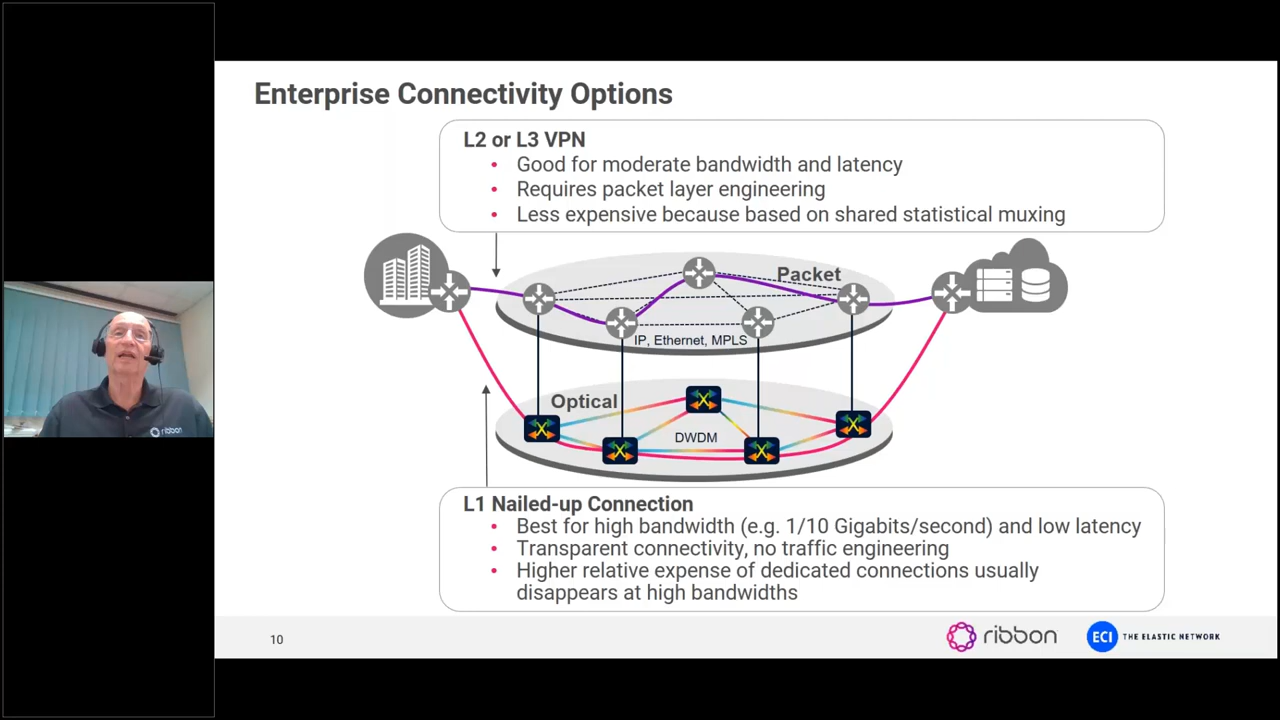 Enterprise Connectivity Options
L2 or L3 VPN
• Good for moderate bandwidth and latency
• Requires packet layer engineering
• Less expensive because based on shared statistical muxing
Packet
IP, Ethernet, MPLS
Optical
DWDM
ribbon
L1 Nailed-up Connection
• Best for high bandwidth (e.g. 1/10 Gigabits/second) and low latency
• Transparent connectivity, no traffic engineering
• Higher relative expense of dedicated connections usually
disappears at high bandwidths
10
ribbon
ECI THE ELASTIC NETWORK